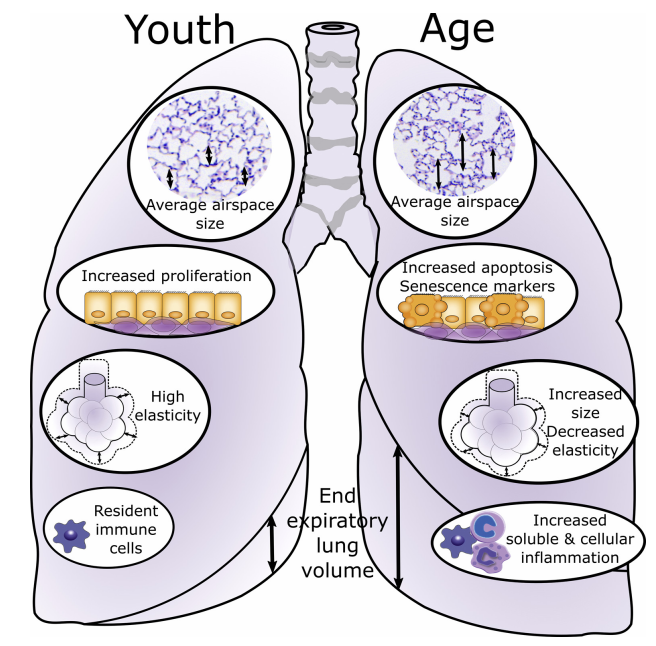 Youth
Age
Average airspace
size
Average airspace
size
Increased proliferation
Increased apoptosis
Senescence markers
High
elasticity
Increased
size
Decreased
elasticity
Resident
immune
cells
End
expiratory
lung
volume
Increased
soluble & cellular
inflammation